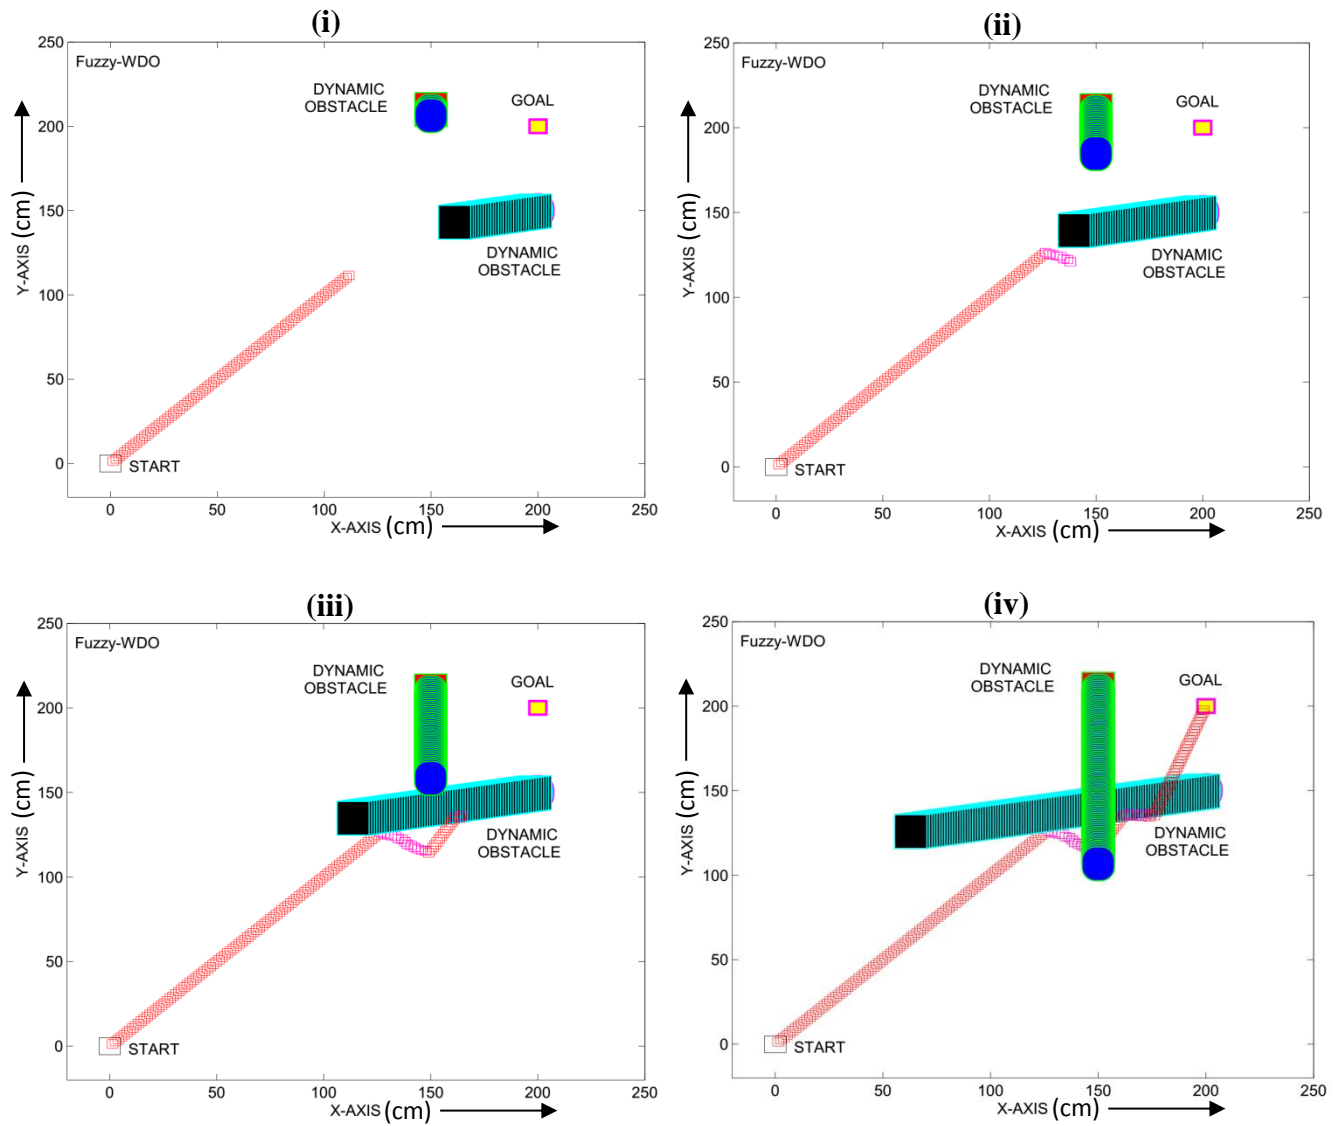 (i)
250
Fuzzy-WDO
DYNAMIC
OBSTACLE
GOAL
200
150
DYNAMIC
OBSTACLE
100
50
0
START
Y-AXIS (cm)
0
50
100
150
200
250
X-AXIS (cm)
(ii)
250
Fuzzy-WDO
DYNAMIC
OBSTACLE
GOAL
200
150
DYNAMIC
OBSTACLE
100
50
0
START
Y-AXIS (cm)
0
50
100
150
200
250
X-AXIS (cm)
(iii)
250
Fuzzy-WDO
DYNAMIC
OBSTACLE
GOAL
200
150
DYNAMIC
OBSTACLE
100
50
0
START
Y-AXIS (cm)
0
50
100
150
200
250
X-AXIS (cm)
(iv)
250
Fuzzy-WDO
DYNAMIC
OBSTACLE
GOAL
200
150
DYNAMIC
OBSTACLE
100
50
0
START
Y-AXIS (cm)
0
50
100
150
200
250
X-AXIS (cm)